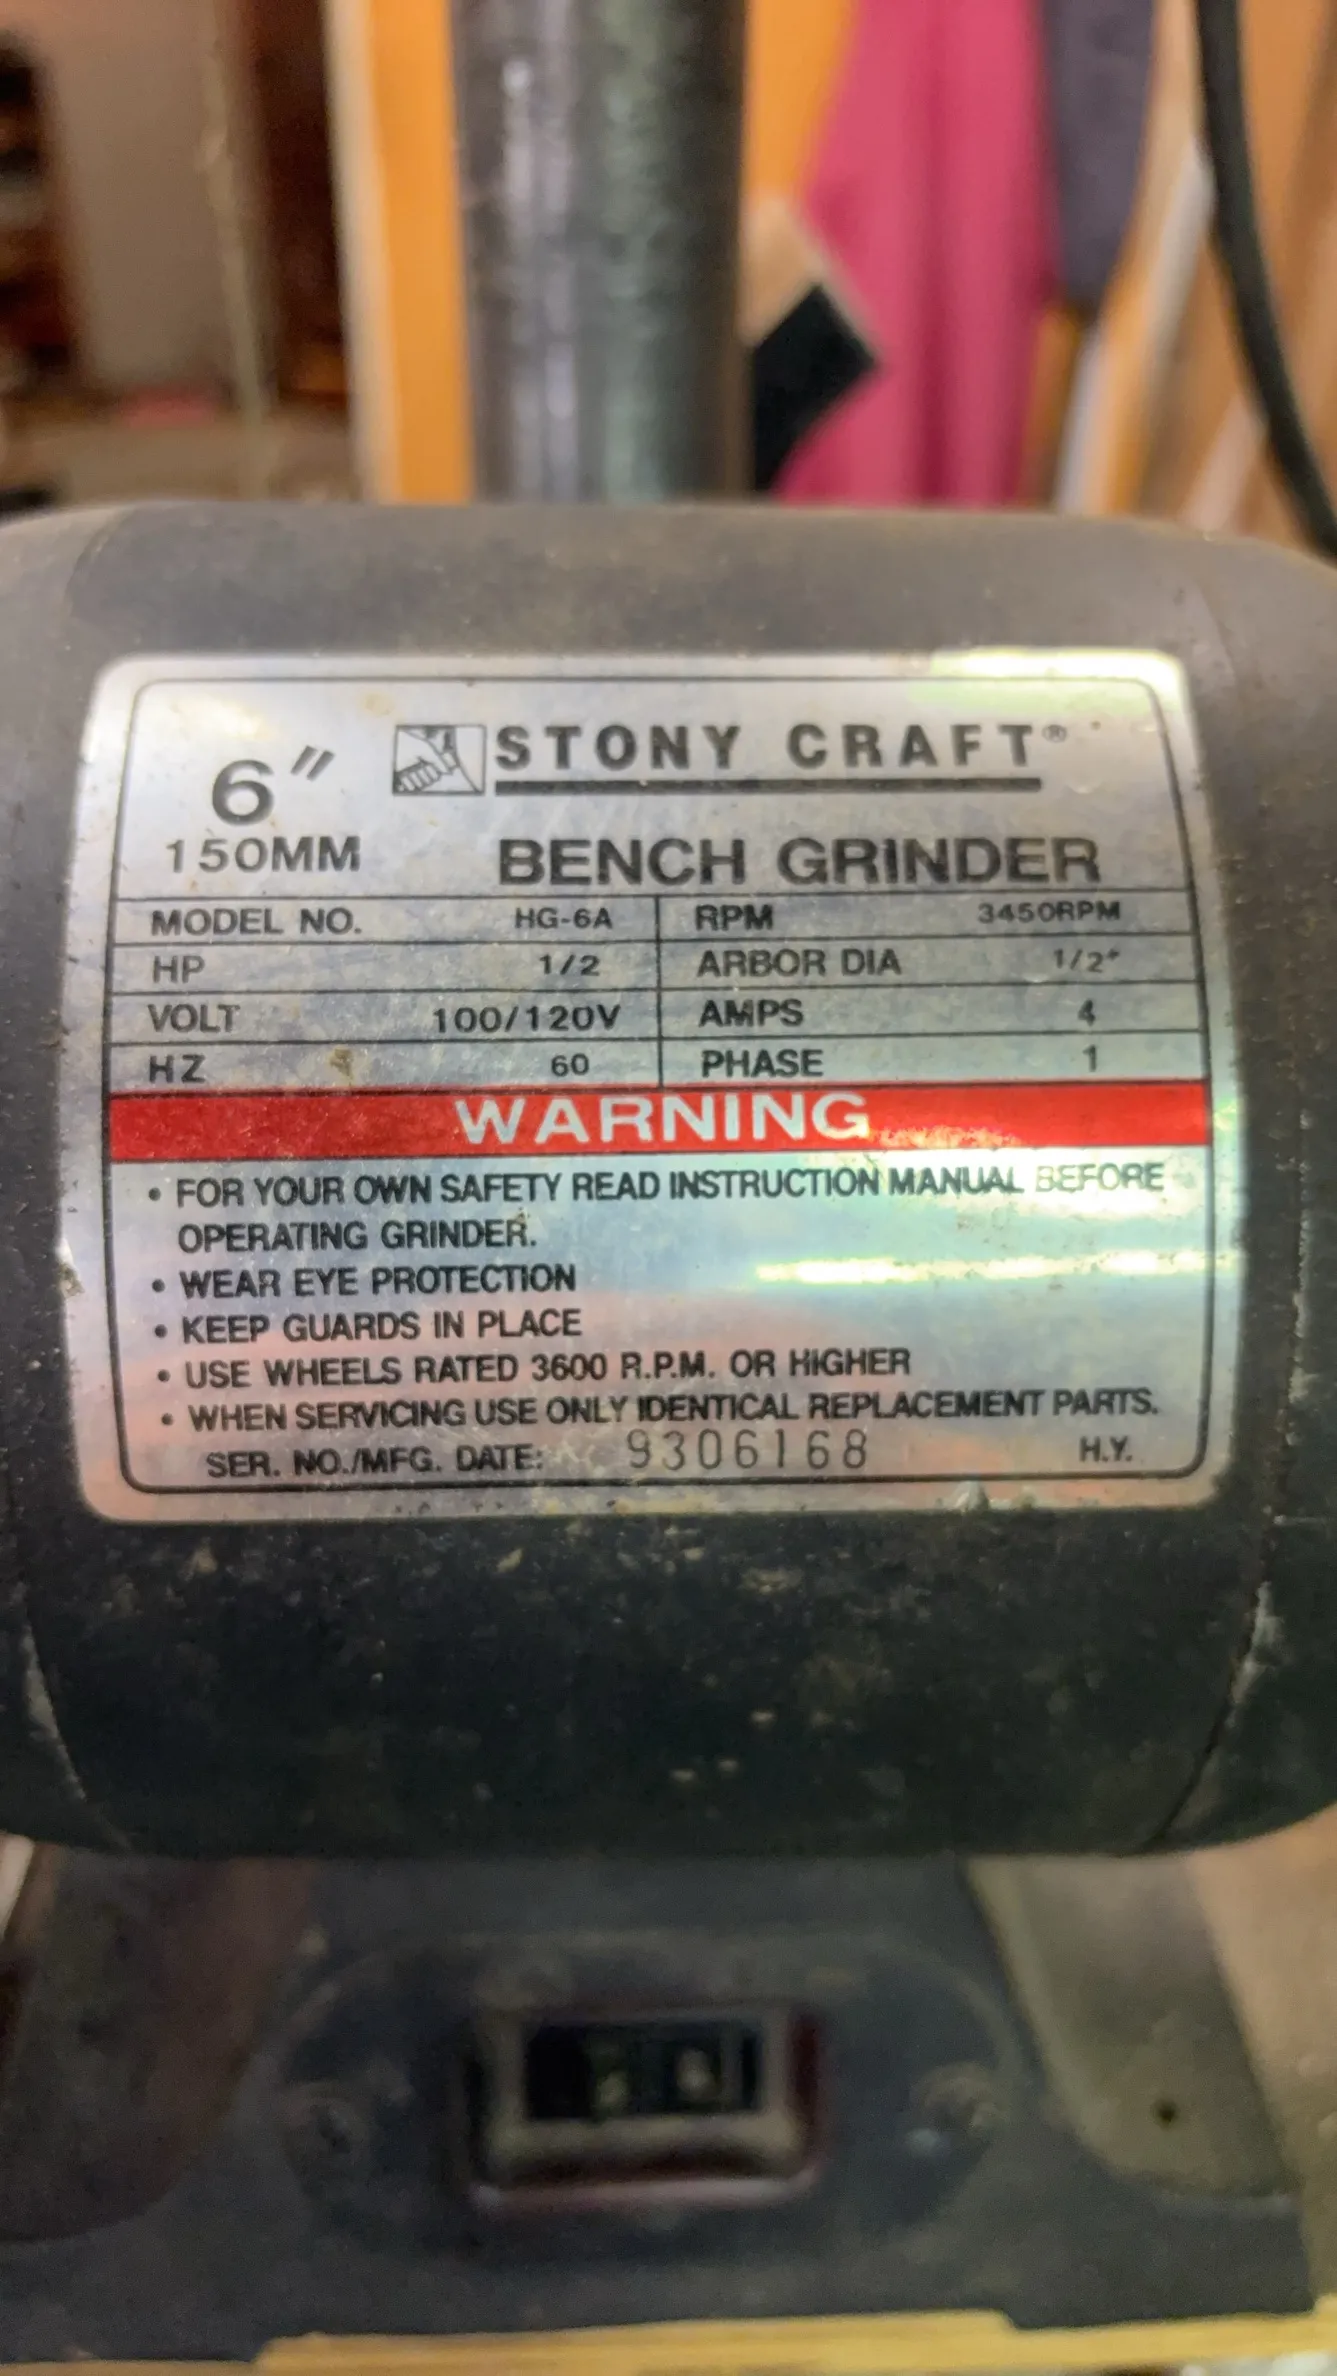 6" STONY CRAFT®
150MM BENCH GRINDER
MODEL NO. HG-6A RPM 3450RPM
HP 1/2 ARBOR DIA 1/2"
VOLT 100/120V AMPS 4
HZ 60 PHASE 1
WARNING
• FOR YOUR OWN SAFETY READ INSTRUCTION MANUAL BEFORE
OPERATING GRINDER.
• WEAR EYE PROTECTION
• KEEP GUARDS IN PLACE
• USE WHEELS RATED 3600 R.P.M. OR HIGHER
• WHEN SERVICING USE ONLY IDENTICAL REPLACEMENT PARTS.
SER. NO./MFG. DATE: 9306168 H.Y.